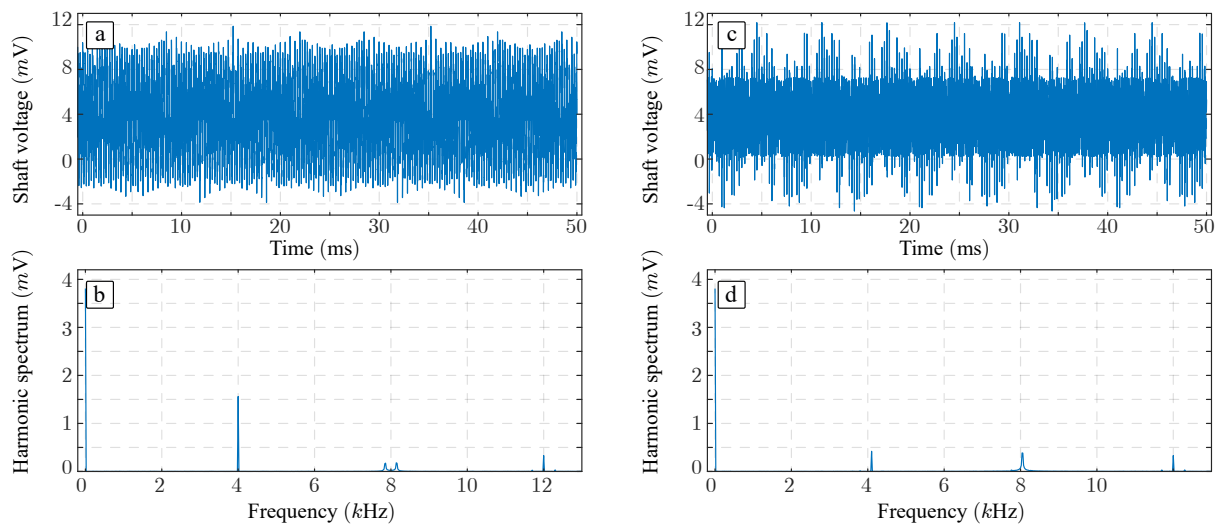 12
8
4
0
-4
Shaft voltage (mV)
a
0 10 20 30 40 50
Time (ms)
12
8
4
0
-4
Shaft voltage (mV)
c
0 10 20 30 40 50
Time (ms)
4
3
2
1
0
Harmonic spectrum (mV)
b
0 2 4 6 8 10 12
Frequency (kHz)
4
3
2
1
0
Harmonic spectrum (mV)
d
0 2 4 6 8 10 12
Frequency (kHz)